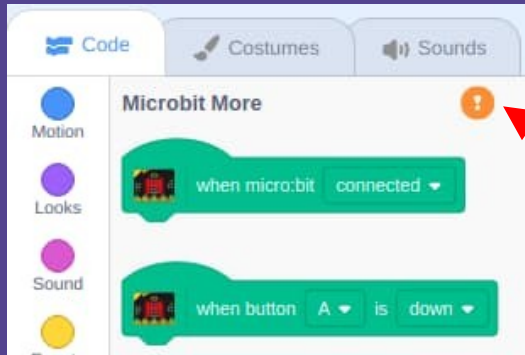 Code
Costumes
Sounds
Motion
Microbit More
!
Looks
when micro:bit connected
Sound
when button A is down